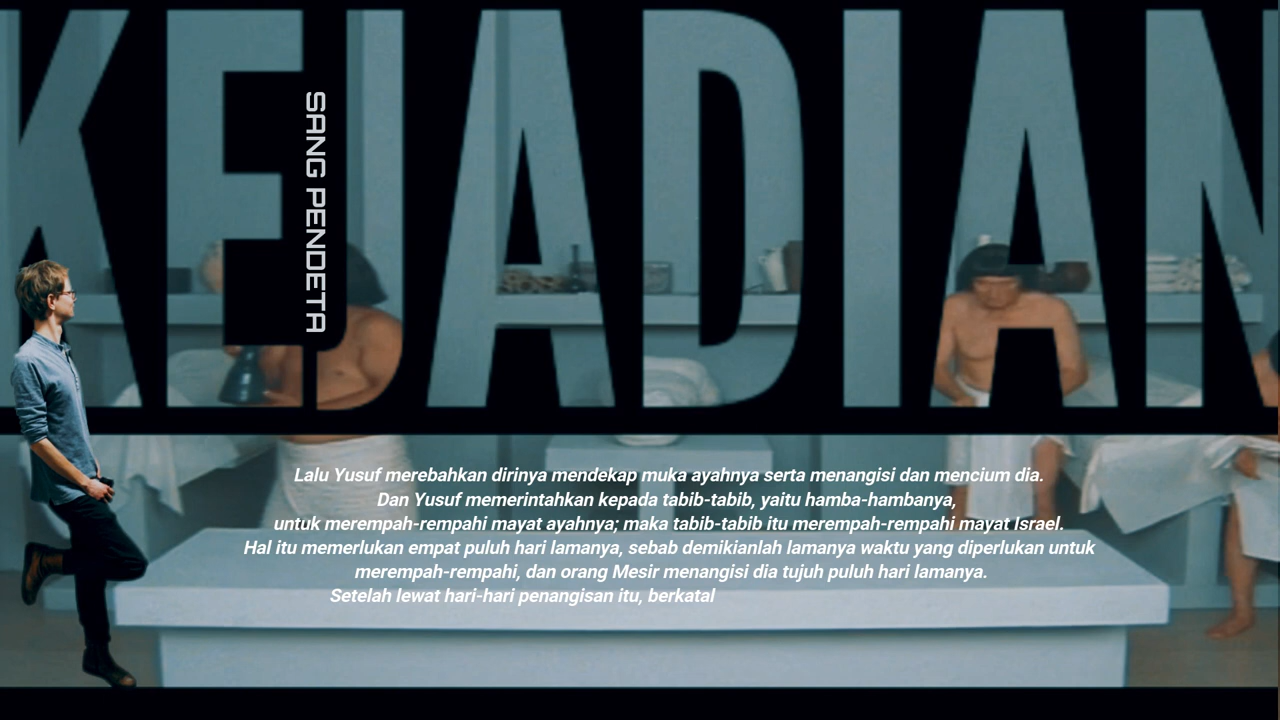 KEJADIAN
SANG PENDETA
Lalu Yusuf merebahkan dirinya mendekap muka ayahnya serta menangisi dan mencium dia.
Dan Yusuf memerintahkan kepada tabib-tabib, yaitu hamba-hambanya,
untuk merempah-rempahi mayat ayahnya; maka tabib-tabib itu merempah-rempahi mayat Israel.
Hal itu memerlukan empat puluh hari lamanya, sebab demikianlah lamanya waktu yang diperlukan untuk
merempah-rempahi, dan orang Mesir menangisi dia tujuh puluh hari lamanya.
Setelah lewat hari-hari penangisan itu, berkatal